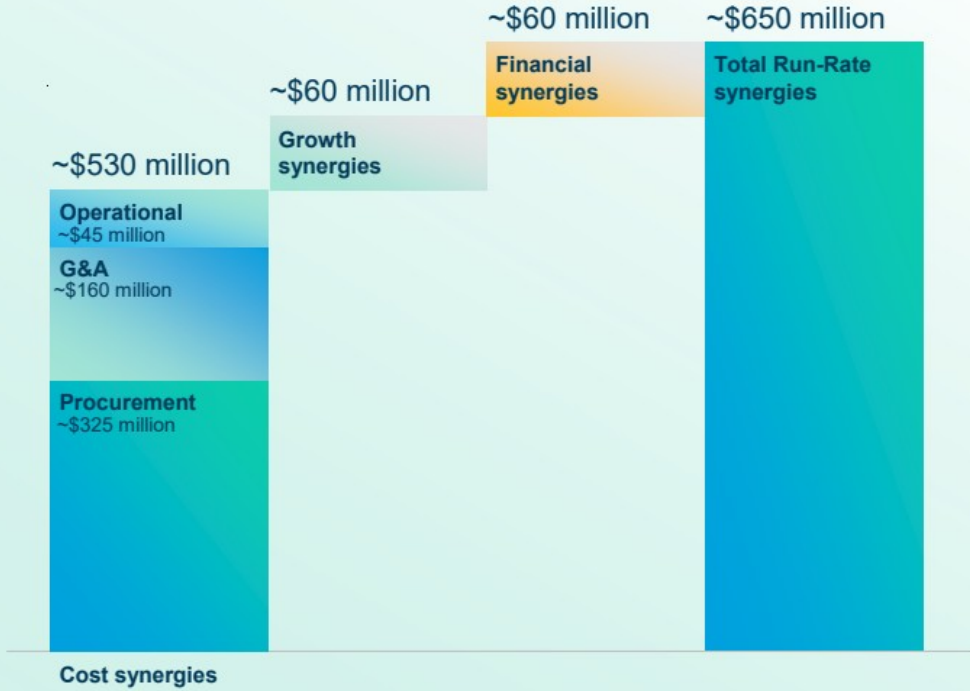 ~$60 million
~$650 million
Financial
synergies
Total Run-Rate
synergies
~$60 million
Growth
synergies
~$530 million
Operational
~$45 million
G&A
~$160 million
Procurement
~$325 million
Cost synergies